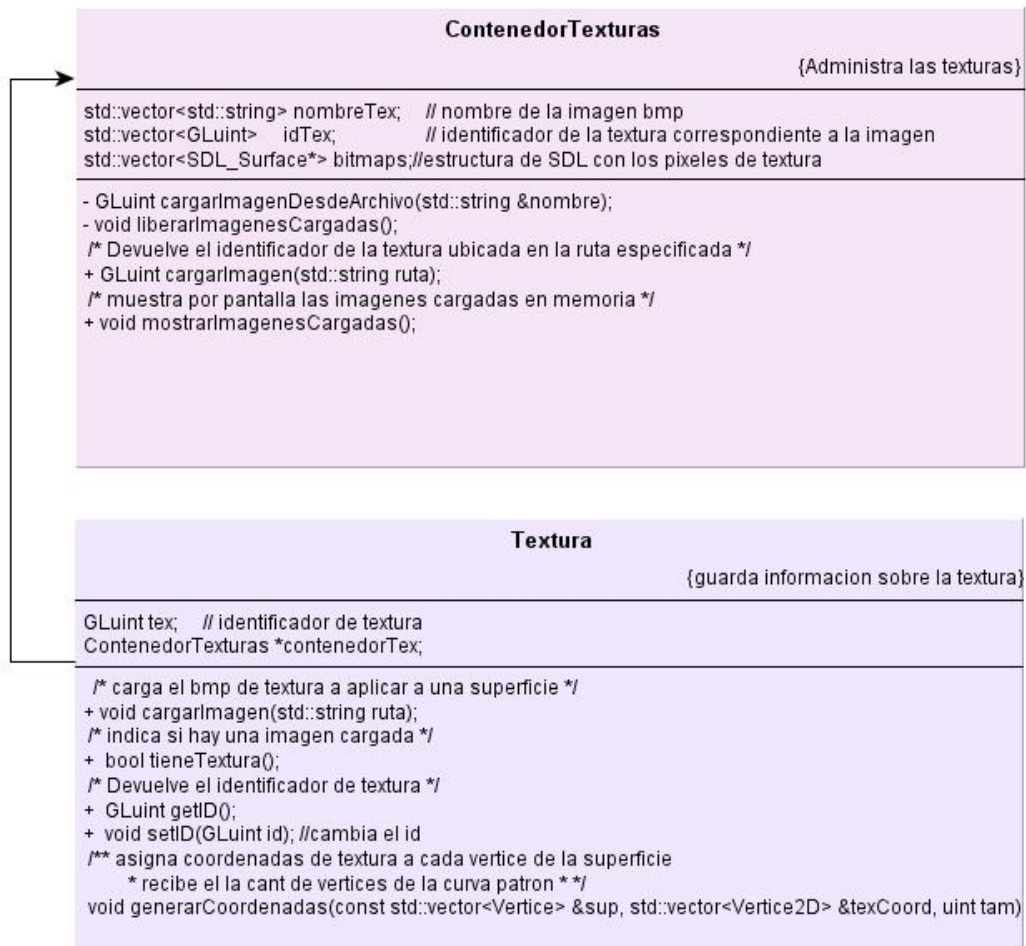 ContenedorTexturas
{Administra las texturas}
std::vector<std::string> nombreTex; // nombre de la imagen bmp
std::vector<GLuint> idTex; // identificador de la textura correspondiente a la imagen
std::vector<SDL_Surface*> bitmaps;//estructura de SDL con los pixeles de textura
- GLuint cargarImagenDesdeArchivo(std::string &nombre);
- void liberarImagenesCargadas();
/* Devuelve el identificador de la textura ubicada en la ruta especificada */
+ GLuint cargarImagen(std::string ruta);
/* muestra por pantalla las imagenes cargadas en memoria */
+ void mostrarImagenesCargadas();
Textura
{guarda informacion sobre la textura}
GLuint tex; // identificador de textura
ContenedorTexturas *contenedorTex;
/* carga el bmp de textura a aplicar a una superficie */
+ void cargarImagen(std::string ruta);
/* indica si hay una imagen cargada */
+ bool tieneTextura();
/* Devuelve el identificador de textura */
+ GLuint getID();
+ void setID(GLuint id); //cambia el id
/** asigna coordenadas de textura a cada vertice de la superficie
* recibe el la cant de vertices de la curva patron * */
void generarCoordenadas(const std::vector<Vertice> &sup, std::vector<Vertice2D> &texCoord, uint tam)